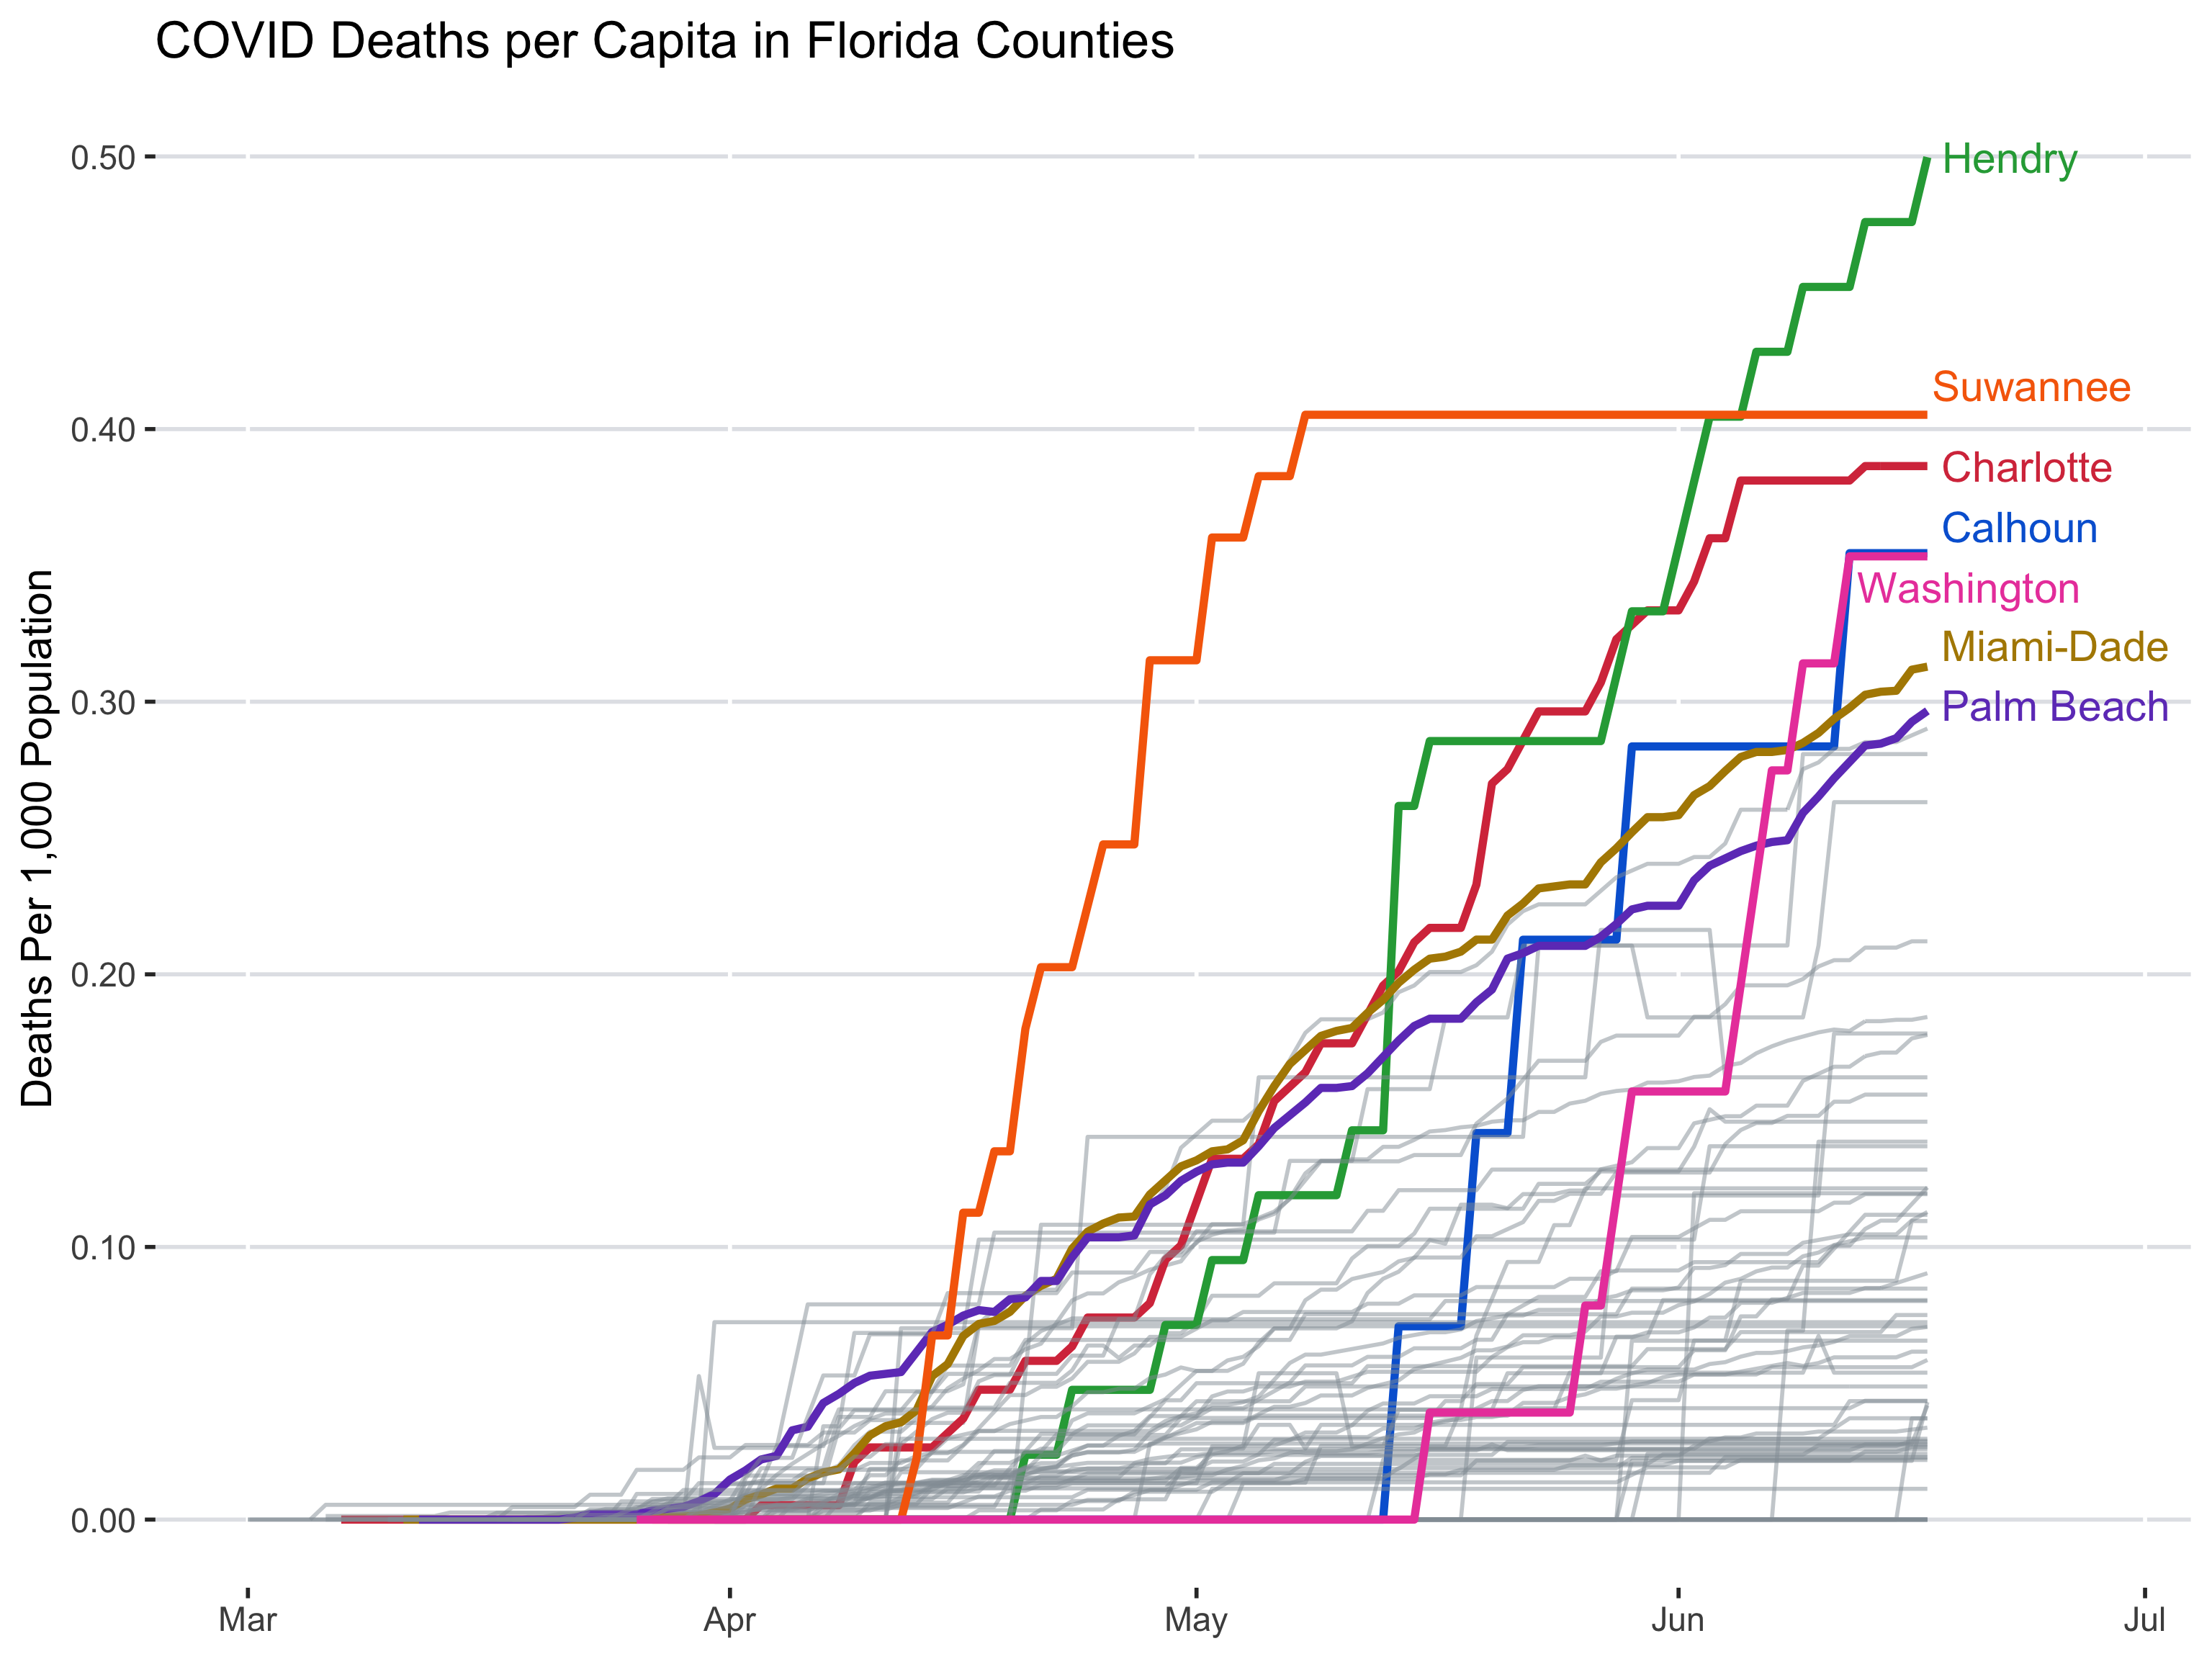 COVID Deaths per Capita in Florida Counties
Deaths Per 1,000 Population
0.50
0.40
0.30
0.20
0.10
0.00
Hendry
Suwannee
Charlotte
Calhoun
Washington
Miami-Dade
Palm Beach
Mar Apr May Jun Jul